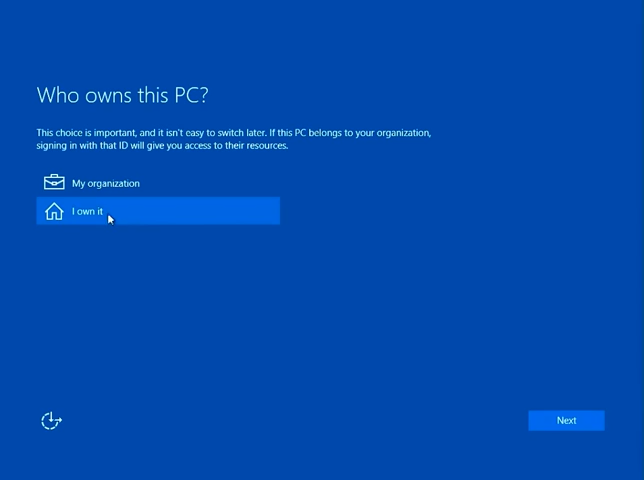 Who owns this PC?
This choice is important, and it isn't easy to switch later. If this PC belongs to your organization,
signing in with that ID will give you access to their resources.
My organization
I own it
Next